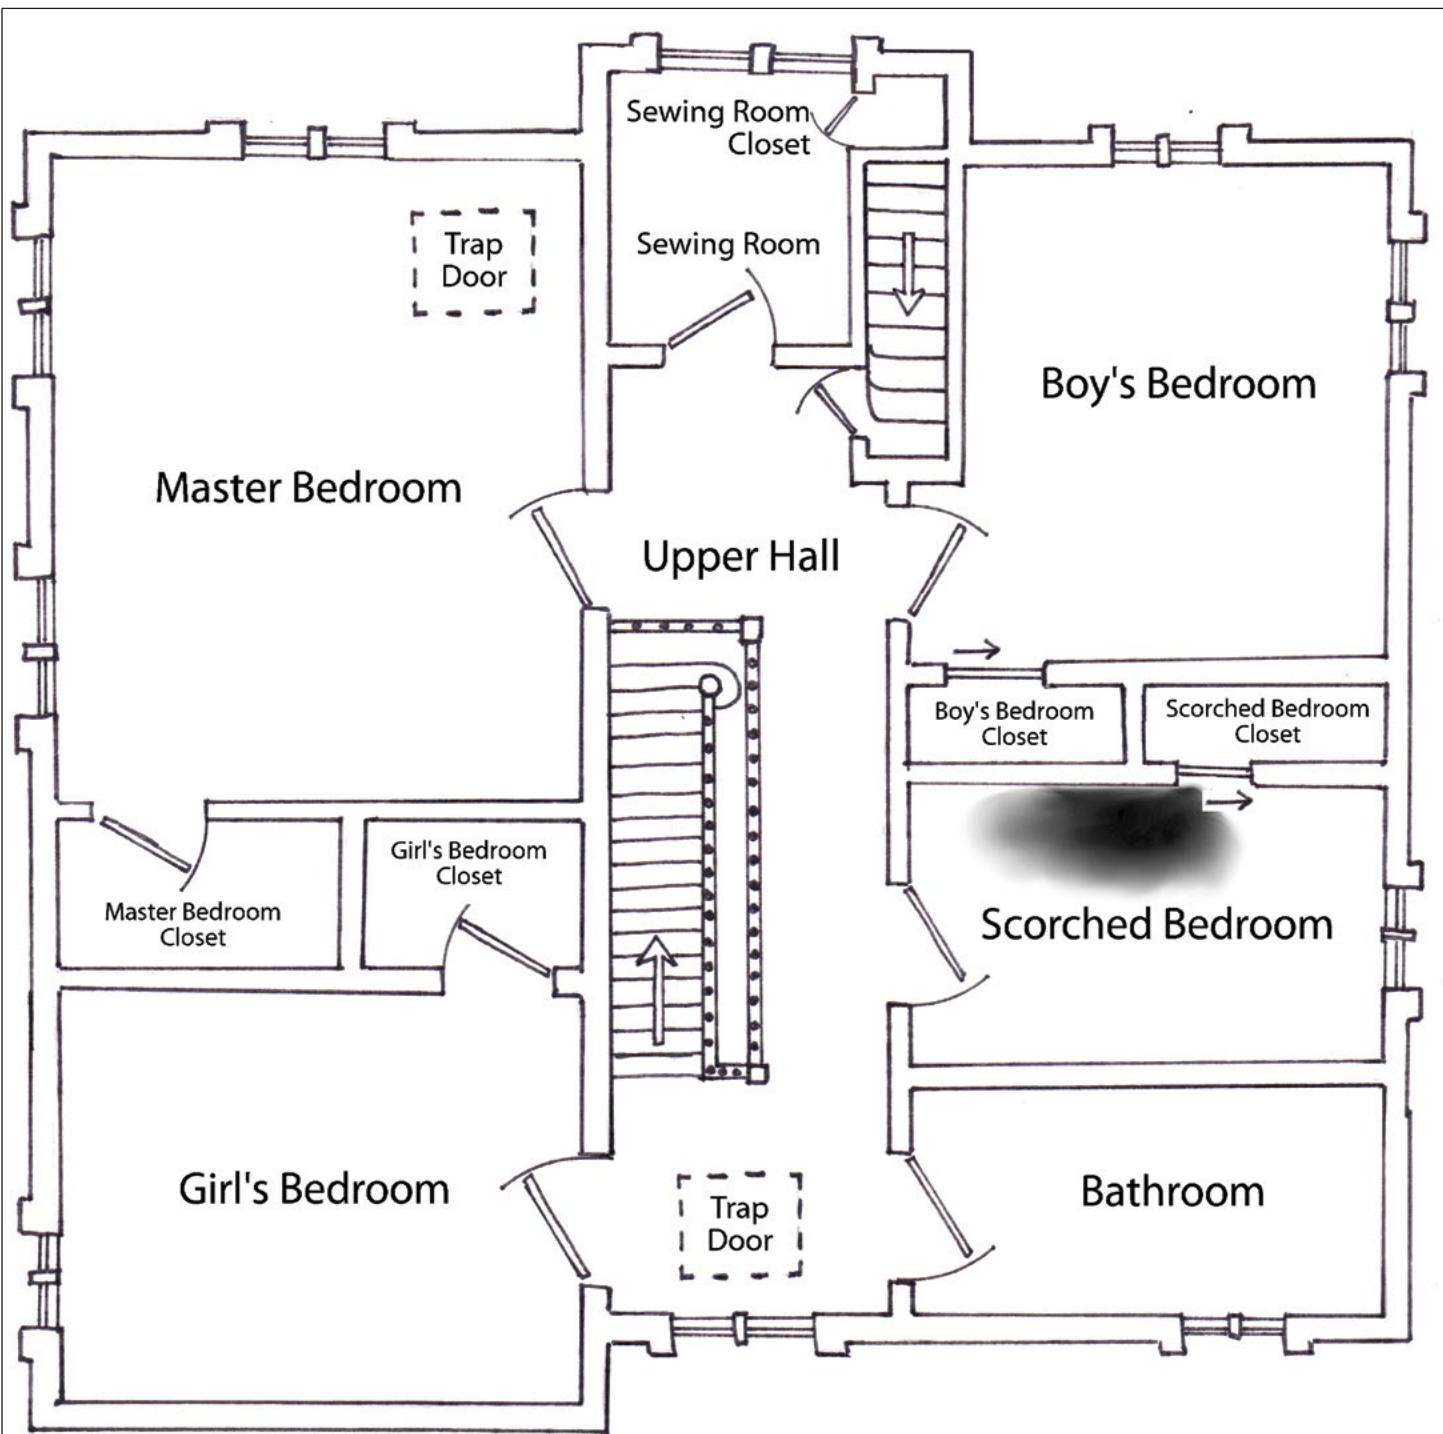 Sewing Room
Closet
Trap
Door
Sewing Room
Boy's Bedroom
Master Bedroom
Upper Hall
Boy's Bedroom
Closet
Scorched Bedroom
Closet
Girl's Bedroom
Closet
Master Bedroom
Closet
Scorched Bedroom
Girl's Bedroom
Trap
Door
Bathroom